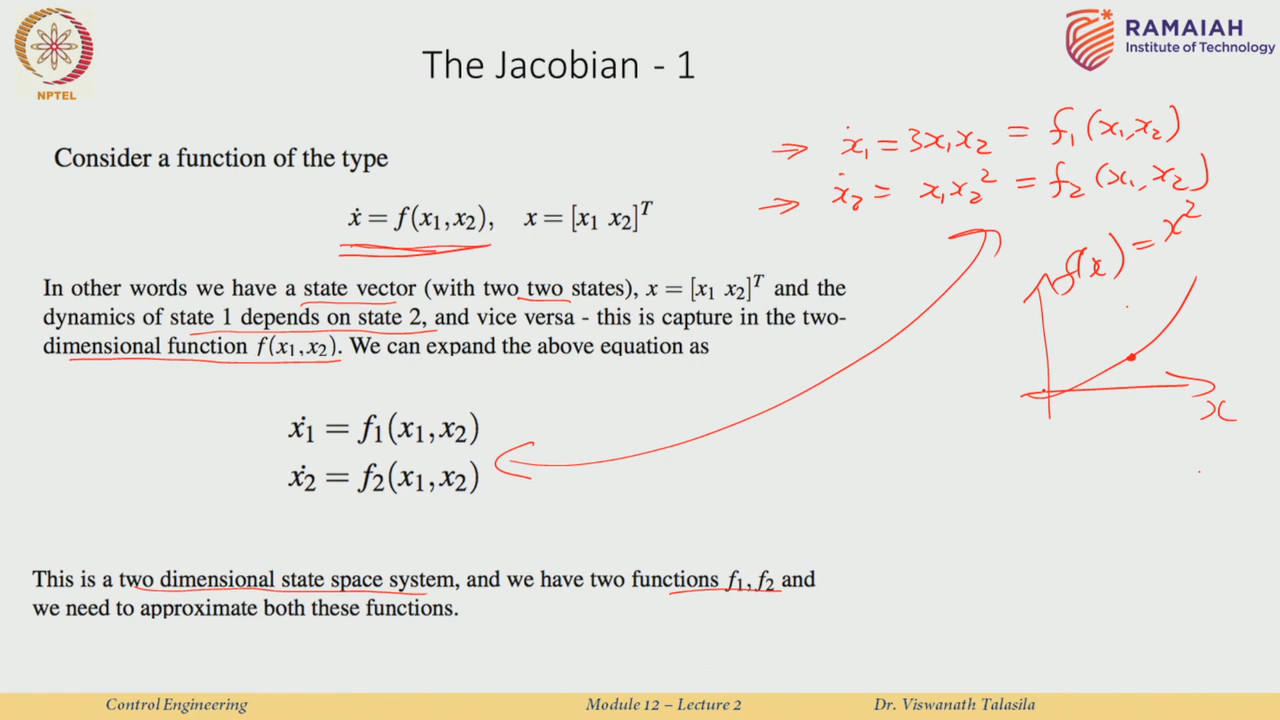 NPTEL
The Jacobian - 1
RAMAIAH
Institute of Technology
Consider a function of the type
ẋ = f(x₁,x₂), x = [x₁ x₂]ᵀ
In other words we have a state vector (with two two states), x = [x₁ x₂]ᵀ and the
dynamics of state 1 depends on state 2, and vice versa - this is capture in the two-
dimensional function f(x₁,x₂). We can expand the above equation as
ẋ₁ = f₁(x₁,x₂)
ẋ₂ = f₂(x₁,x₂)
This is a two dimensional state space system, and we have two functions f₁, f₂ and
we need to approximate both these functions.
⇒ ẋ₁ = 3x₁x₂ = f₁(x₁,x₂)
⇒ ẋ₂ = x₁x₂² = f₂(x₁,x₂)
f(x) = x²
x
Control Engineering
Module 12 – Lecture 2
Dr. Viswanath Talasila